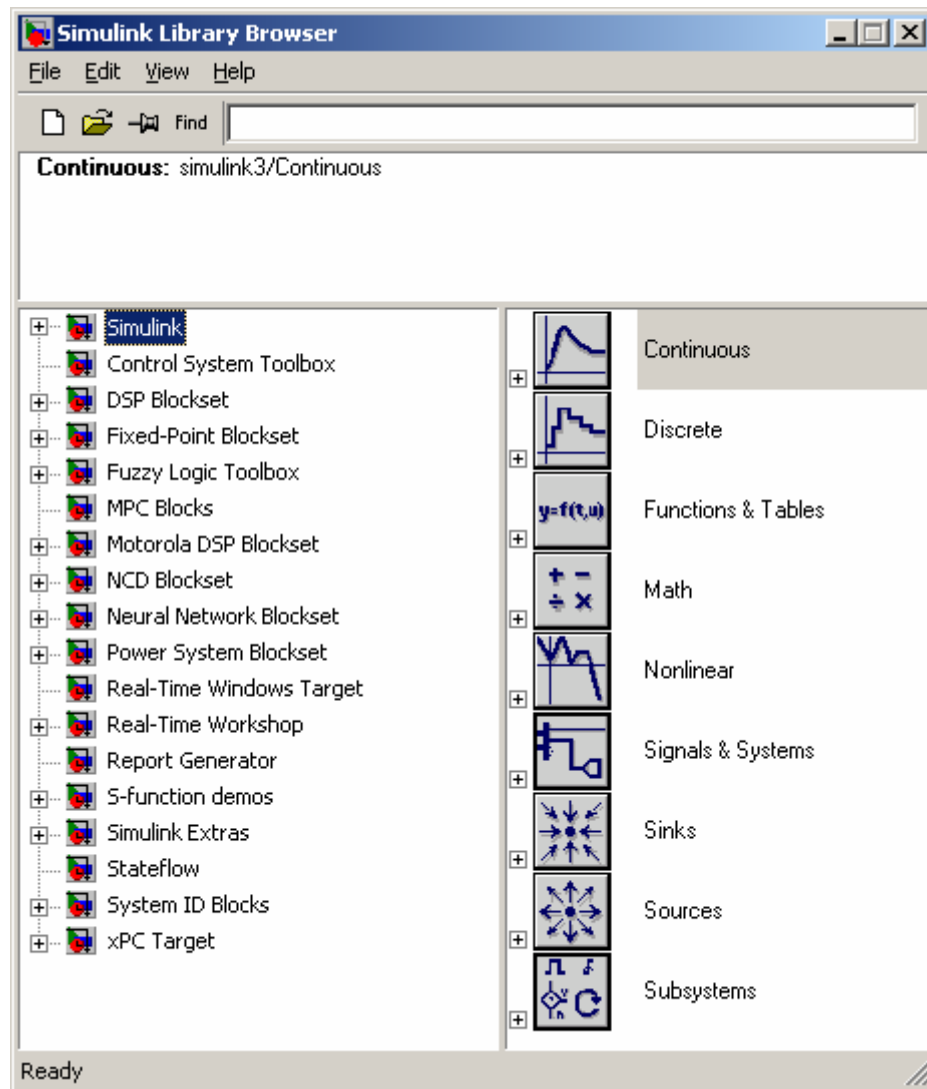 Simulink Library Browser
File Edit View Help
Find
Continuous: simulink3/Continuous
Simulink
Control System Toolbox
DSP Blockset
Fixed-Point Blockset
Fuzzy Logic Toolbox
MPC Blocks
Motorola DSP Blockset
NCD Blockset
Neural Network Blockset
Power System Blockset
Real-Time Windows Target
Real-Time Workshop
Report Generator
S-function demos
Simulink Extras
Stateflow
System ID Blocks
xPC Target
Continuous
Discrete
y=f(t,u) Functions & Tables
+ − ÷ × Math
Nonlinear
Signals & Systems
Sinks
Sources
Subsystems
Ready